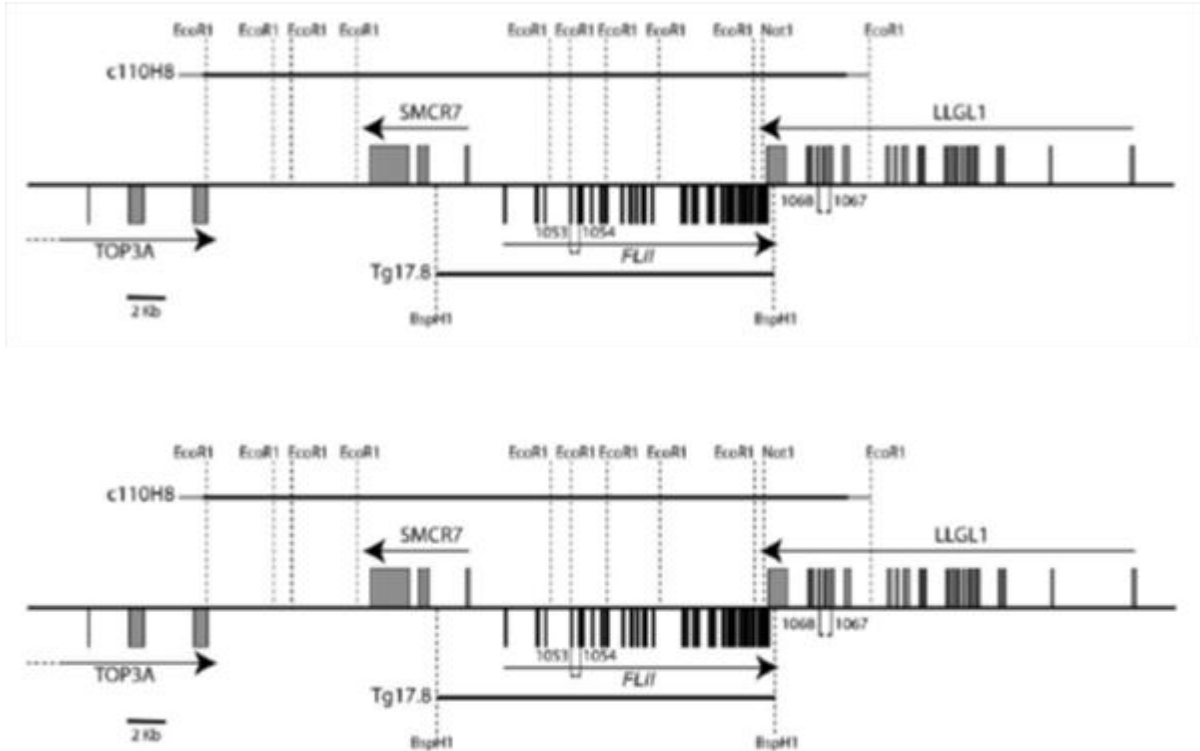 EcoR1 EcoR1 EcoR1 EcoR1 EcoR1 EcoR1 EcoR1 EcoR1 EcoR1 Not1 EcoR1
c110H8
SMCR7 LLGL1
1068 1067
1053 1054
TOP3A FLII
Tg17.8
2 Kb
BspH1 BspH1
EcoR1 EcoR1 EcoR1 EcoR1 EcoR1 EcoR1 EcoR1 EcoR1 EcoR1 Not1 EcoR1
c110H8
SMCR7 LLGL1
1068 1067
1053 1054
TOP3A FLII
Tg17.8
2 Kb
BspH1 BspH1